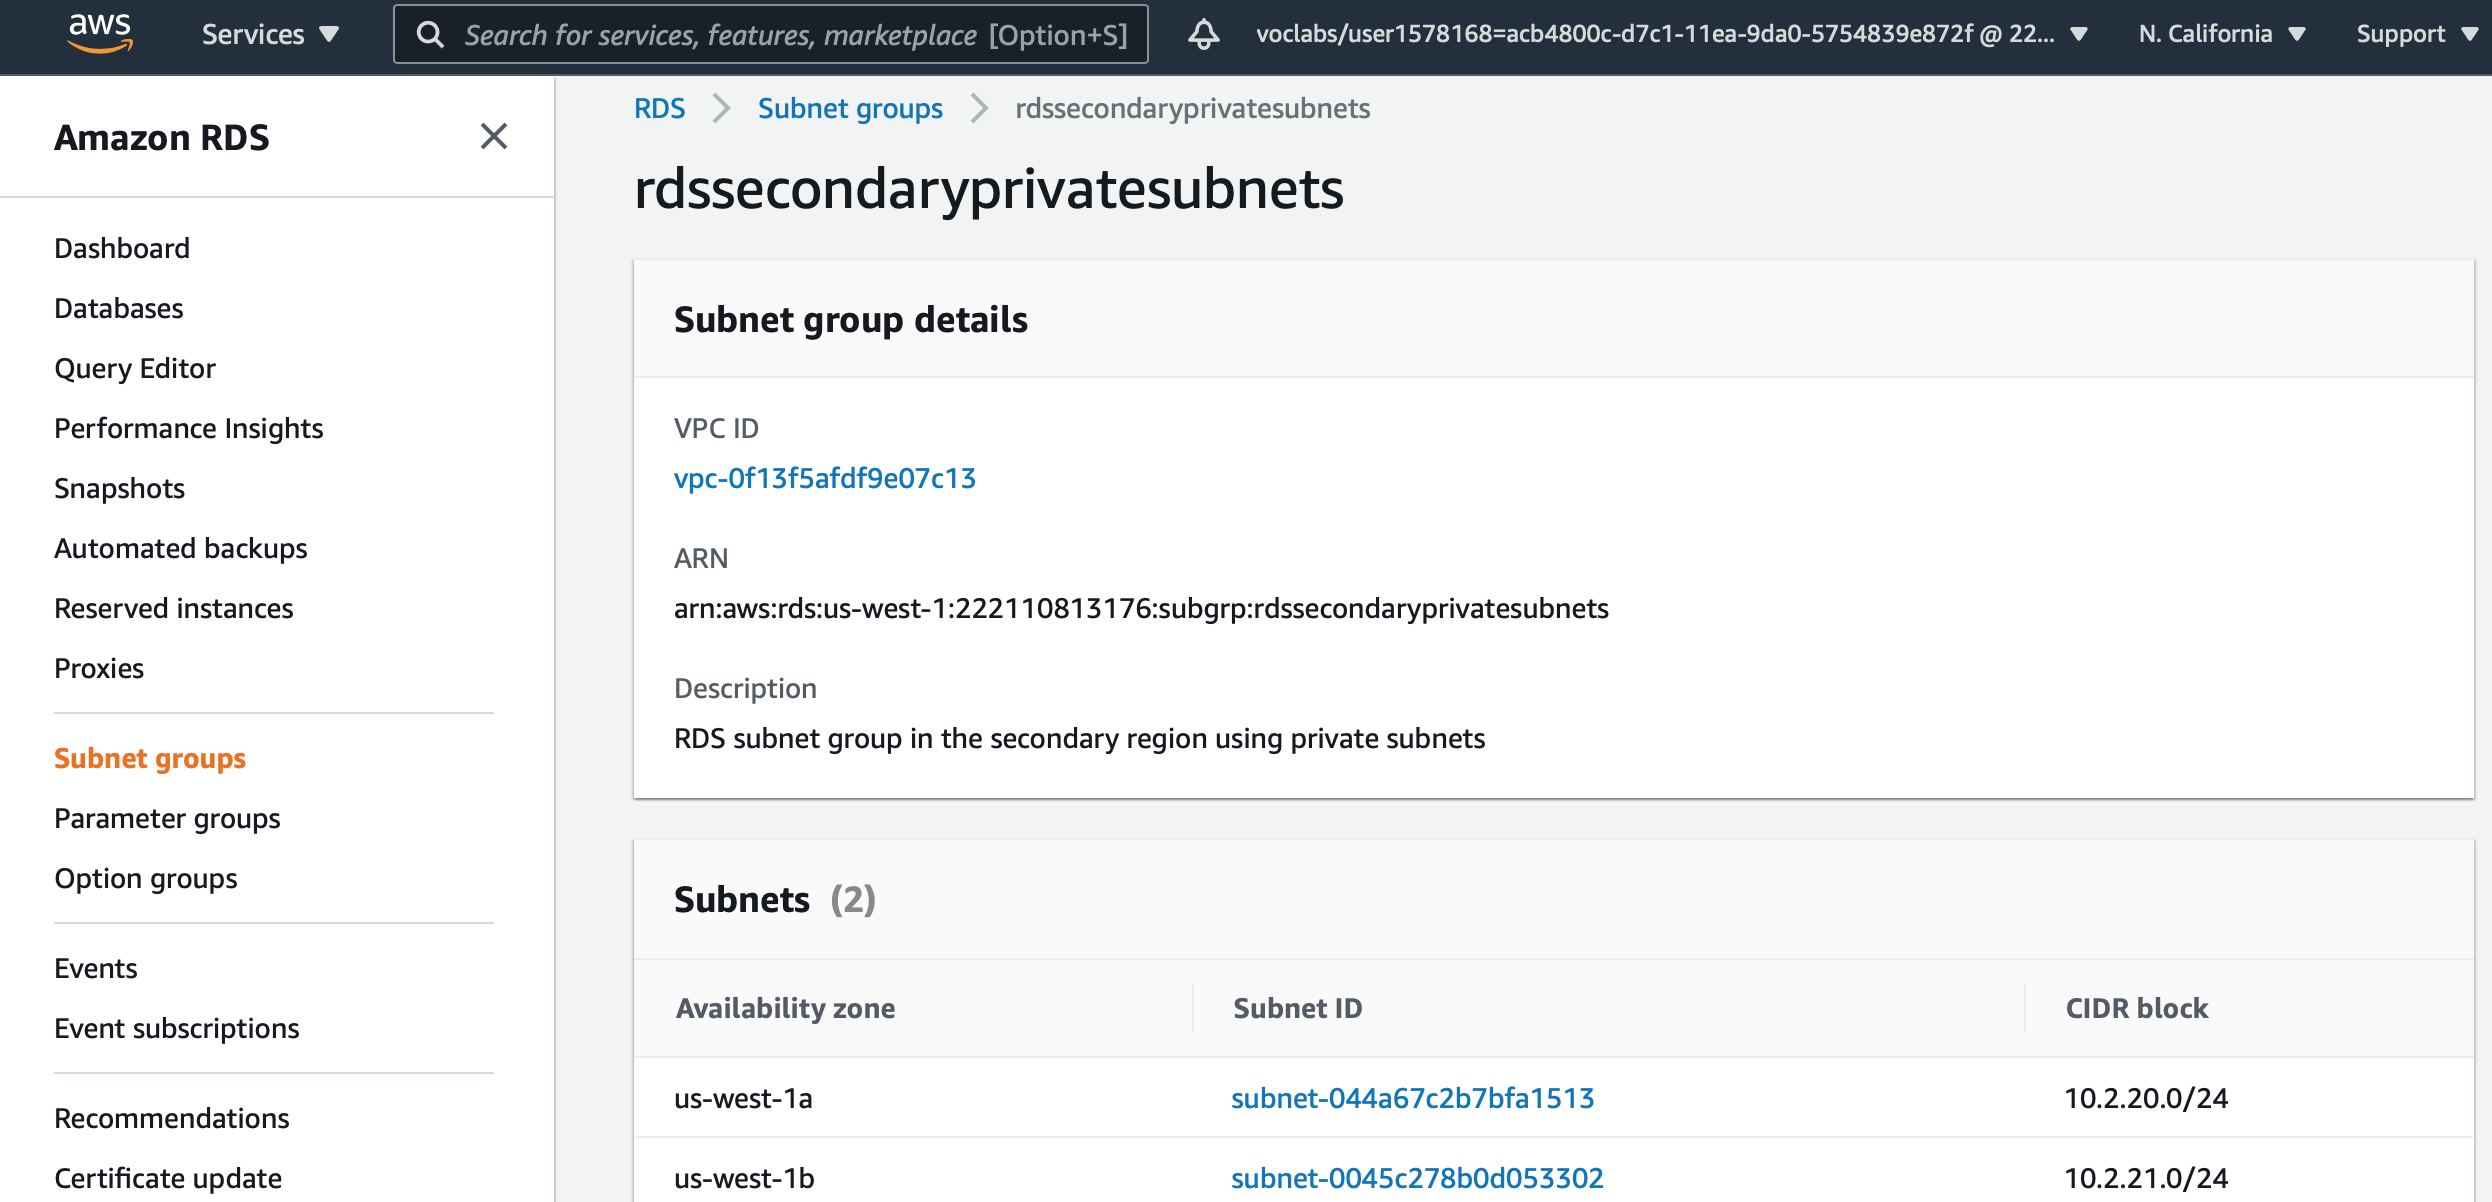 aws Services Search for services, features, marketplace [Option+S] voclabs/user1578168=acb4800c-d7c1-11ea-9da0-5754839e872f @ 22... N. California Support
Amazon RDS
Dashboard
Databases
Query Editor
Performance Insights
Snapshots
Automated backups
Reserved instances
Proxies
Subnet groups
Parameter groups
Option groups
Events
Event subscriptions
Recommendations
Certificate update
RDS Subnet groups rdssecondaryprivatesubnets
rdssecondaryprivatesubnets
Subnet group details
VPC ID
vpc-0f13f5afdf9e07c13
ARN
arn:aws:rds:us-west-1:222110813176:subgrp:rdssecondaryprivatesubnets
Description
RDS subnet group in the secondary region using private subnets
Subnets (2)
Availability zone Subnet ID CIDR block
us-west-1a subnet-044a67c2b7bfa1513 10.2.20.0/24
us-west-1b subnet-0045c278b0d053302 10.2.21.0/24